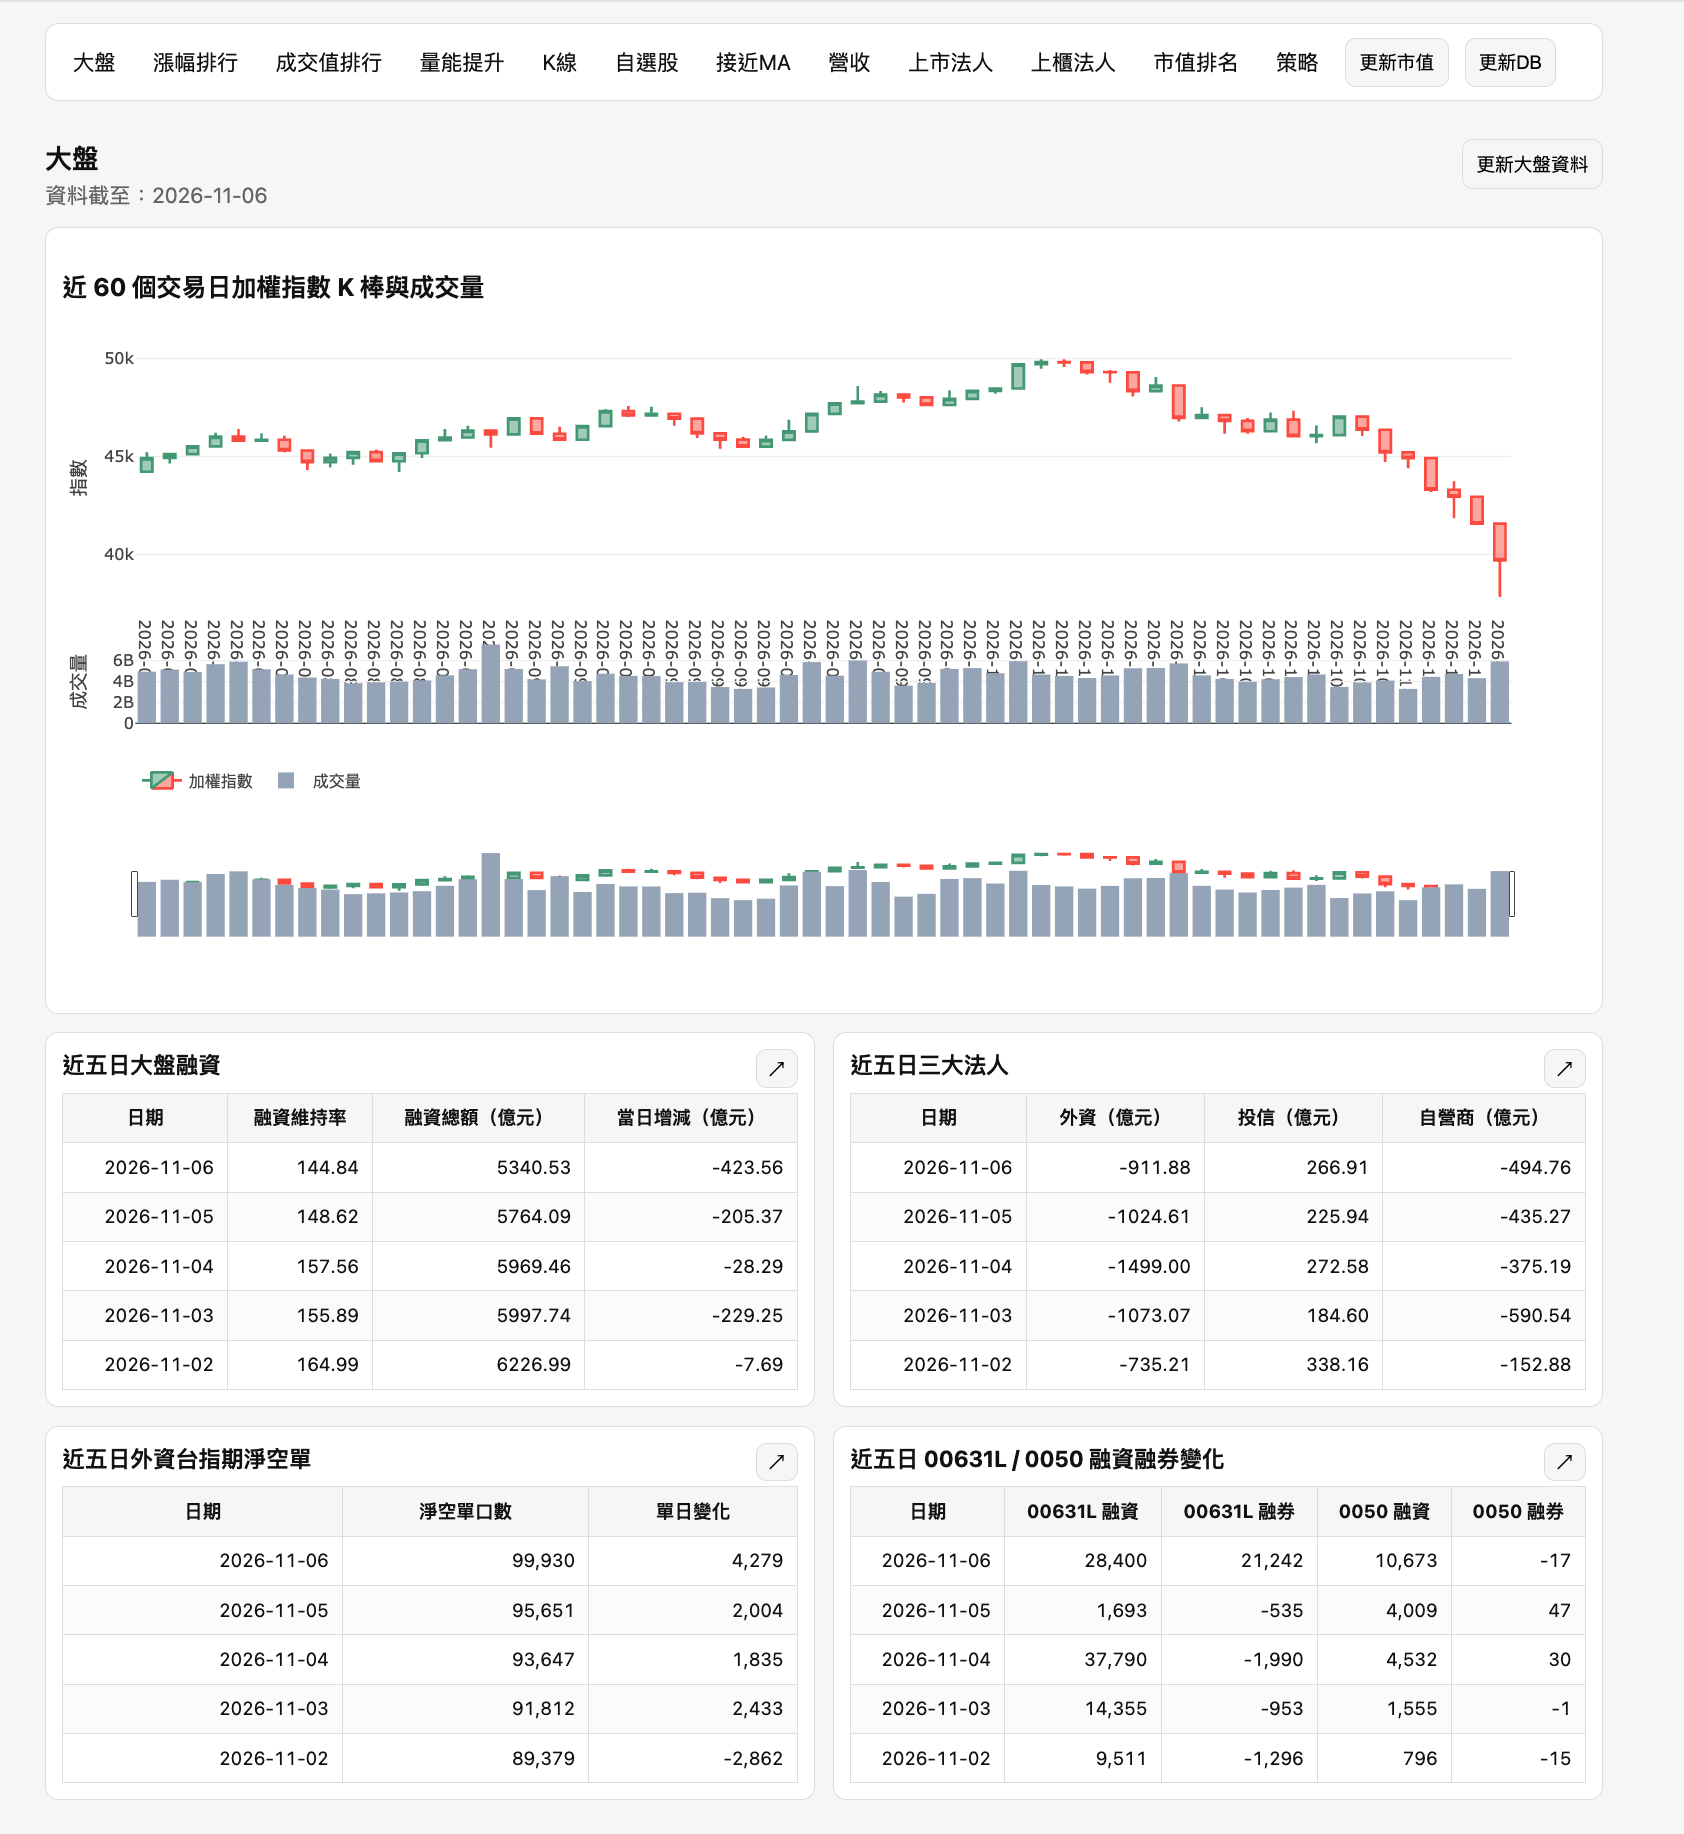 大盤 漲幅排行 成交值排行 量能提升 K線 自選股 接近MA 營收 上市法人 上櫃法人 市值排名 策略 更新市值 更新DB
大盤
更新大盤資料
資料截至：2026-11-06
近 60 個交易日加權指數 K 棒與成交量
50k
45k
40k
指數
6B
4B
2B
0
成交量
加權指數 成交量
近五日大盤融資 ↗
日期 融資維持率 融資總額（億元） 當日增減（億元）
2026-11-06 144.84 5340.53 -423.56
2026-11-05 148.62 5764.09 -205.37
2026-11-04 157.56 5969.46 -28.29
2026-11-03 155.89 5997.74 -229.25
2026-11-02 164.99 6226.99 -7.69
近五日三大法人 ↗
日期 外資（億元） 投信（億元） 自營商（億元）
2026-11-06 -911.88 266.91 -494.76
2026-11-05 -1024.61 225.94 -435.27
2026-11-04 -1499.00 272.58 -375.19
2026-11-03 -1073.07 184.60 -590.54
2026-11-02 -735.21 338.16 -152.88
近五日外資台指期淨空單 ↗
日期 淨空單口數 單日變化
2026-11-06 99,930 4,279
2026-11-05 95,651 2,004
2026-11-04 93,647 1,835
2026-11-03 91,812 2,433
2026-11-02 89,379 -2,862
近五日 00631L / 0050 融資融券變化 ↗
日期 00631L 融資 00631L 融券 0050 融資 0050 融券
2026-11-06 28,400 21,242 10,673 -17
2026-11-05 1,693 -535 4,009 47
2026-11-04 37,790 -1,990 4,532 30
2026-11-03 14,355 -953 1,555 -1
2026-11-02 9,511 -1,296 796 -15